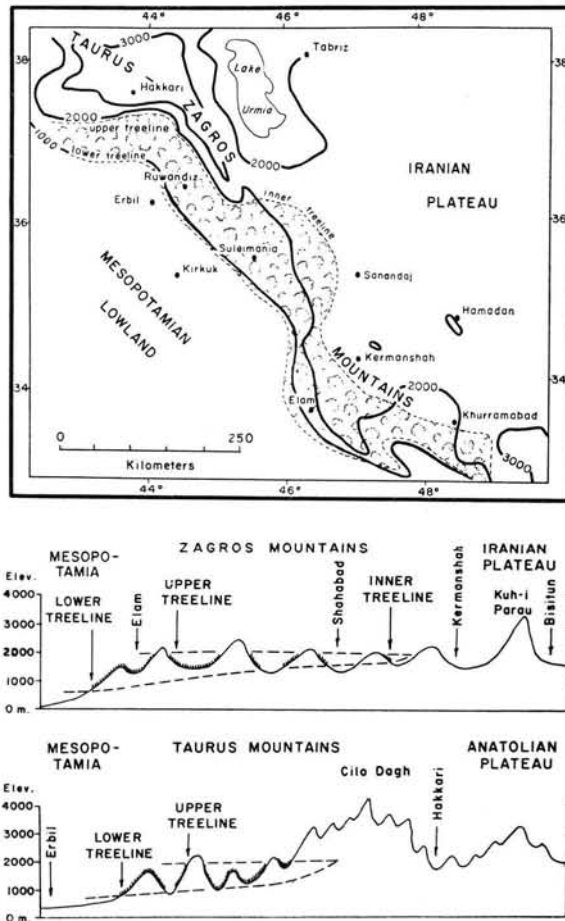 44° 46° 48°
38
38
36
36
34
34
3000
TAURUS - ZAGROS
Tabriz
Lake
Urmia
Hakkari
2000
2000
1000
upper treeline
lower treeline
Ruwandiz
Erbil
inner treeline
IRANIAN
PLATEAU
Suleimania
Kirkuk
Sanandaj
MESOPOTAMIAN
LOWLAND
Hamadan
Kermanshah
MOUNTAINS
Elam
2000
Khurramabad
3000
0 250
Kilometers
44° 46° 48°
MESOPO-
TAMIA
ZAGROS MOUNTAINS
IRANIAN
PLATEAU
Elev.
4000
3000
2000
1000
0 m.
LOWER
TREELINE
Elam
UPPER
TREELINE
Shahabad
INNER
TREELINE
Kermanshah
Kuh-i
Parau
Bisitun
MESOPO-
TAMIA
TAURUS MOUNTAINS
ANATOLIAN
PLATEAU
Elev.
4000
3000
2000
1000
0 m.
Erbil
LOWER
TREELINE
UPPER
TREELINE
Cilo Dagh
Hakkari